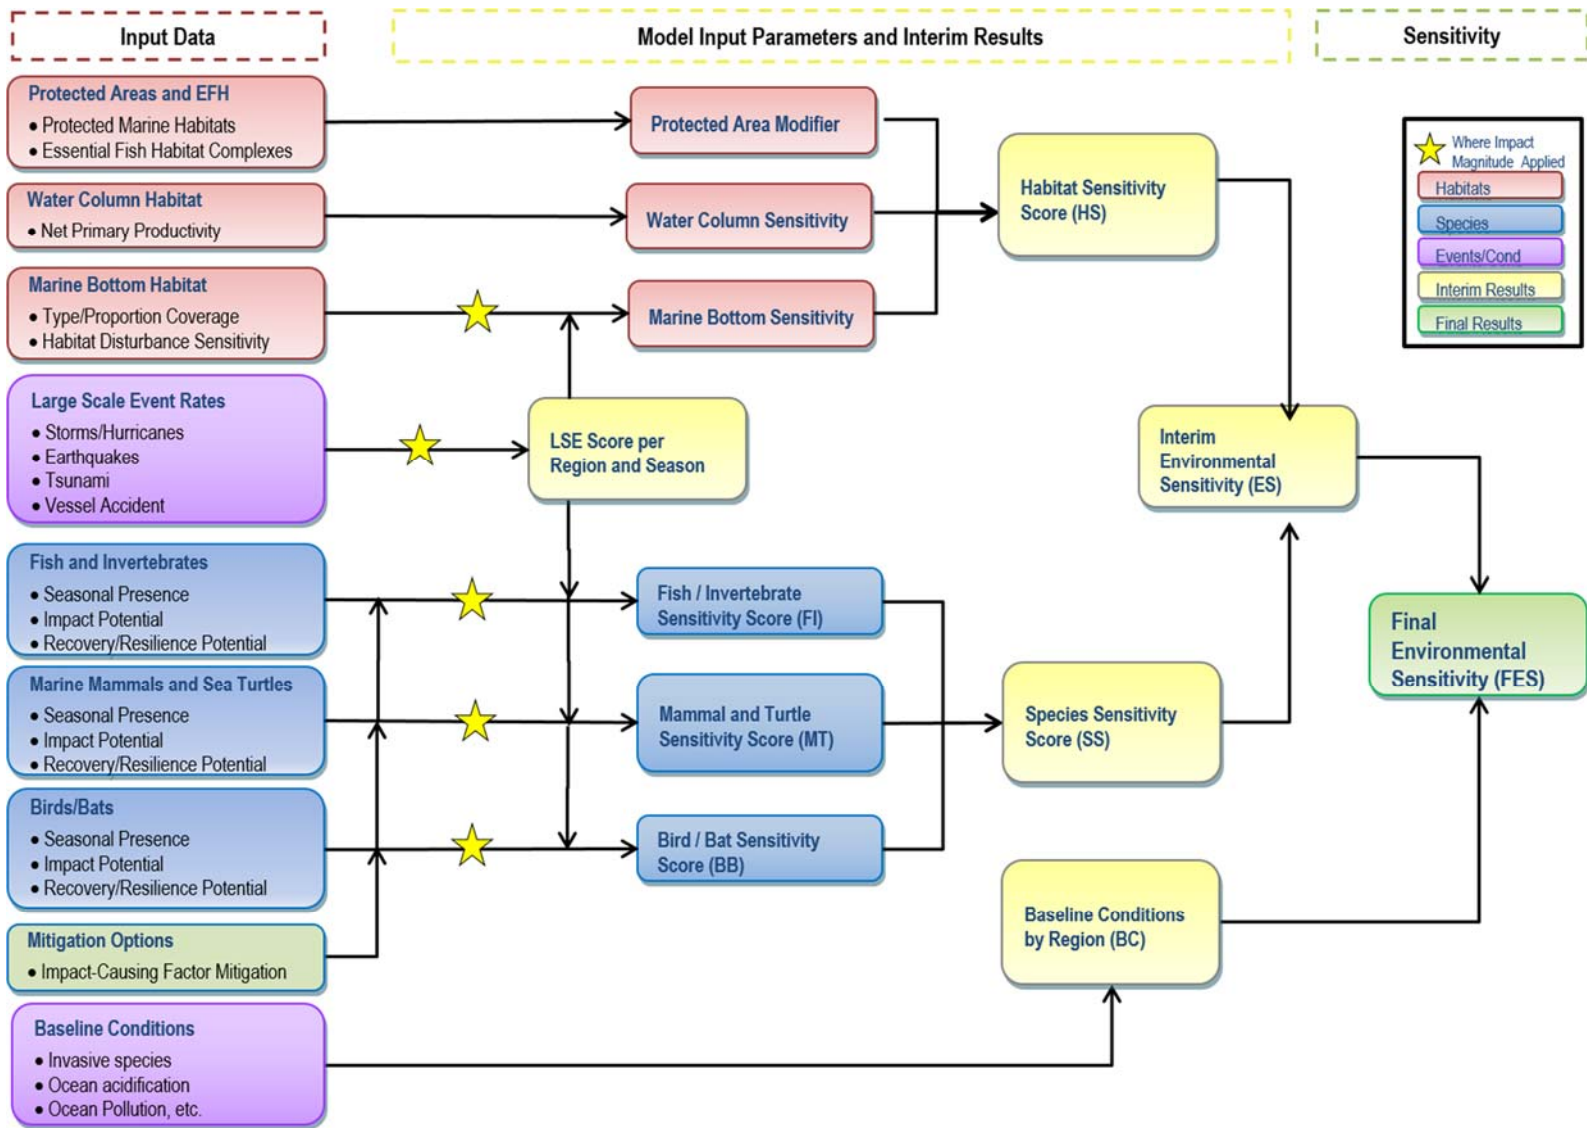 Input Data
Model Input Parameters and Interim Results
Sensitivity
Protected Areas and EFH
• Protected Marine Habitats
• Essential Fish Habitat Complexes
Water Column Habitat
• Net Primary Productivity
Marine Bottom Habitat
• Type/Proportion Coverage
• Habitat Disturbance Sensitivity
Large Scale Event Rates
• Storms/Hurricanes
• Earthquakes
• Tsunami
• Vessel Accident
Fish and Invertebrates
• Seasonal Presence
• Impact Potential
• Recovery/Resilience Potential
Marine Mammals and Sea Turtles
• Seasonal Presence
• Impact Potential
• Recovery/Resilience Potential
Birds/Bats
• Seasonal Presence
• Impact Potential
• Recovery/Resilience Potential
Mitigation Options
• Impact-Causing Factor Mitigation
Baseline Conditions
• Invasive species
• Ocean acidification
• Ocean Pollution, etc.
Protected Area Modifier
Water Column Sensitivity
Marine Bottom Sensitivity
LSE Score per
Region and Season
Fish / Invertebrate
Sensitivity Score (FI)
Mammal and Turtle
Sensitivity Score (MT)
Bird / Bat Sensitivity
Score (BB)
Habitat Sensitivity
Score (HS)
Species Sensitivity
Score (SS)
Baseline Conditions
by Region (BC)
Interim
Environmental
Sensitivity (ES)
Final
Environmental
Sensitivity (FES)
Where Impact
Magnitude Applied
Habitats
Species
Events/Cond
Interim Results
Final Results